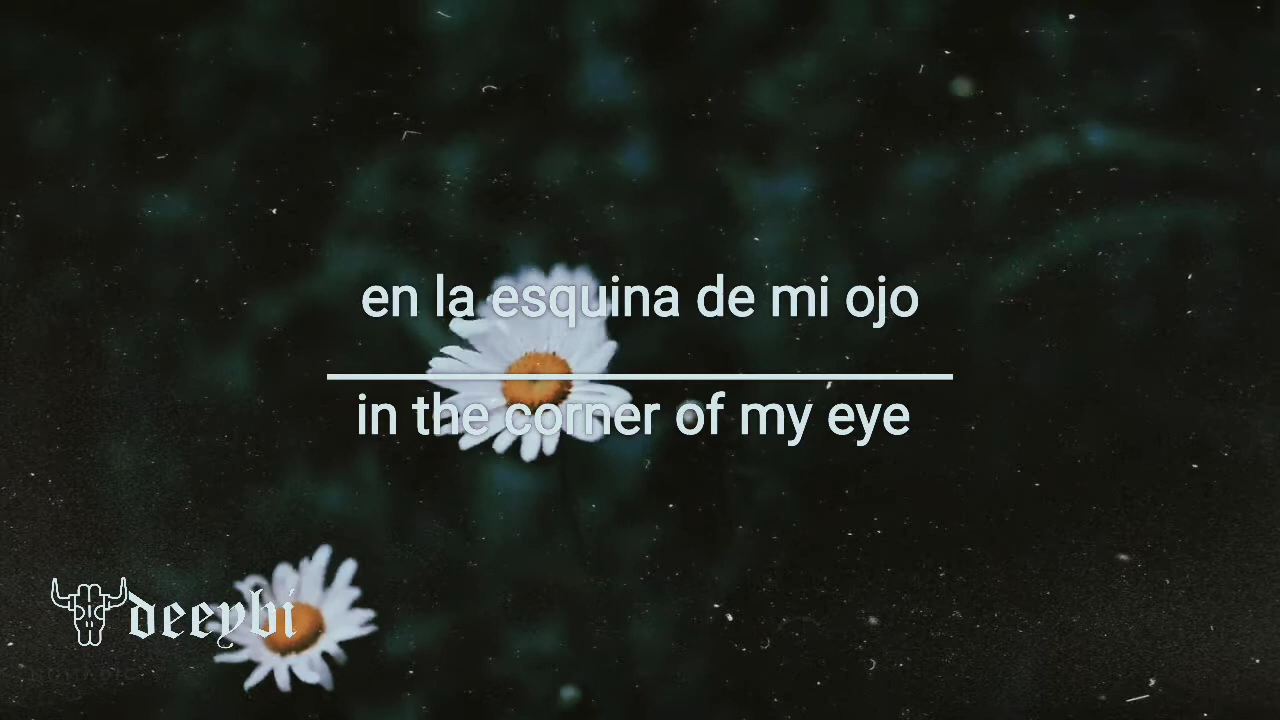 en la esquina de mi ojo
in the corner of my eye
deeybi